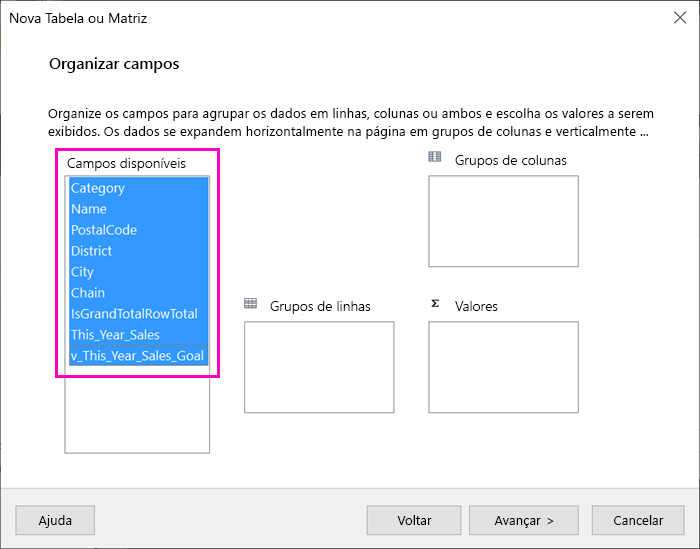 Nova Tabela ou Matriz
Organizar campos
Organize os campos para agrupar os dados em linhas, colunas ou ambos e escolha os valores a serem
exibidos. Os dados se expandem horizontalmente na página em grupos de colunas e verticalmente ...
Campos disponíveis
Category
Name
PostalCode
District
City
Chain
IsGrandTotalRowTotal
This_Year_Sales
v_This_Year_Sales_Goal
Grupos de colunas
Grupos de linhas
Σ Valores
Ajuda
Voltar
Avançar >
Cancelar